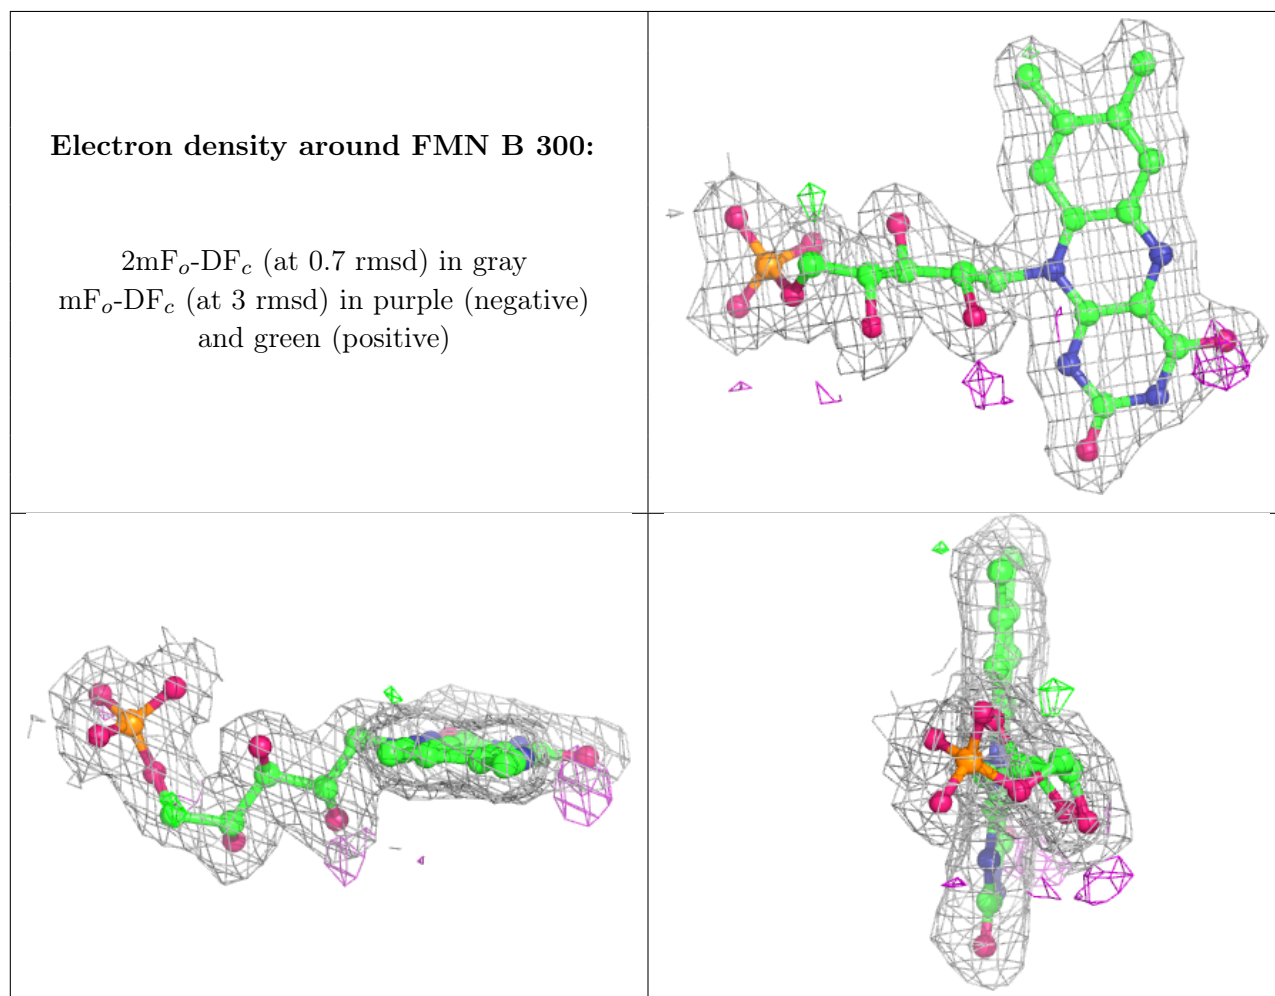 Electron density around FMN B 300:
2mFo-DFc (at 0.7 rmsd) in gray
mFo-DFc (at 3 rmsd) in purple (negative)
and green (positive)